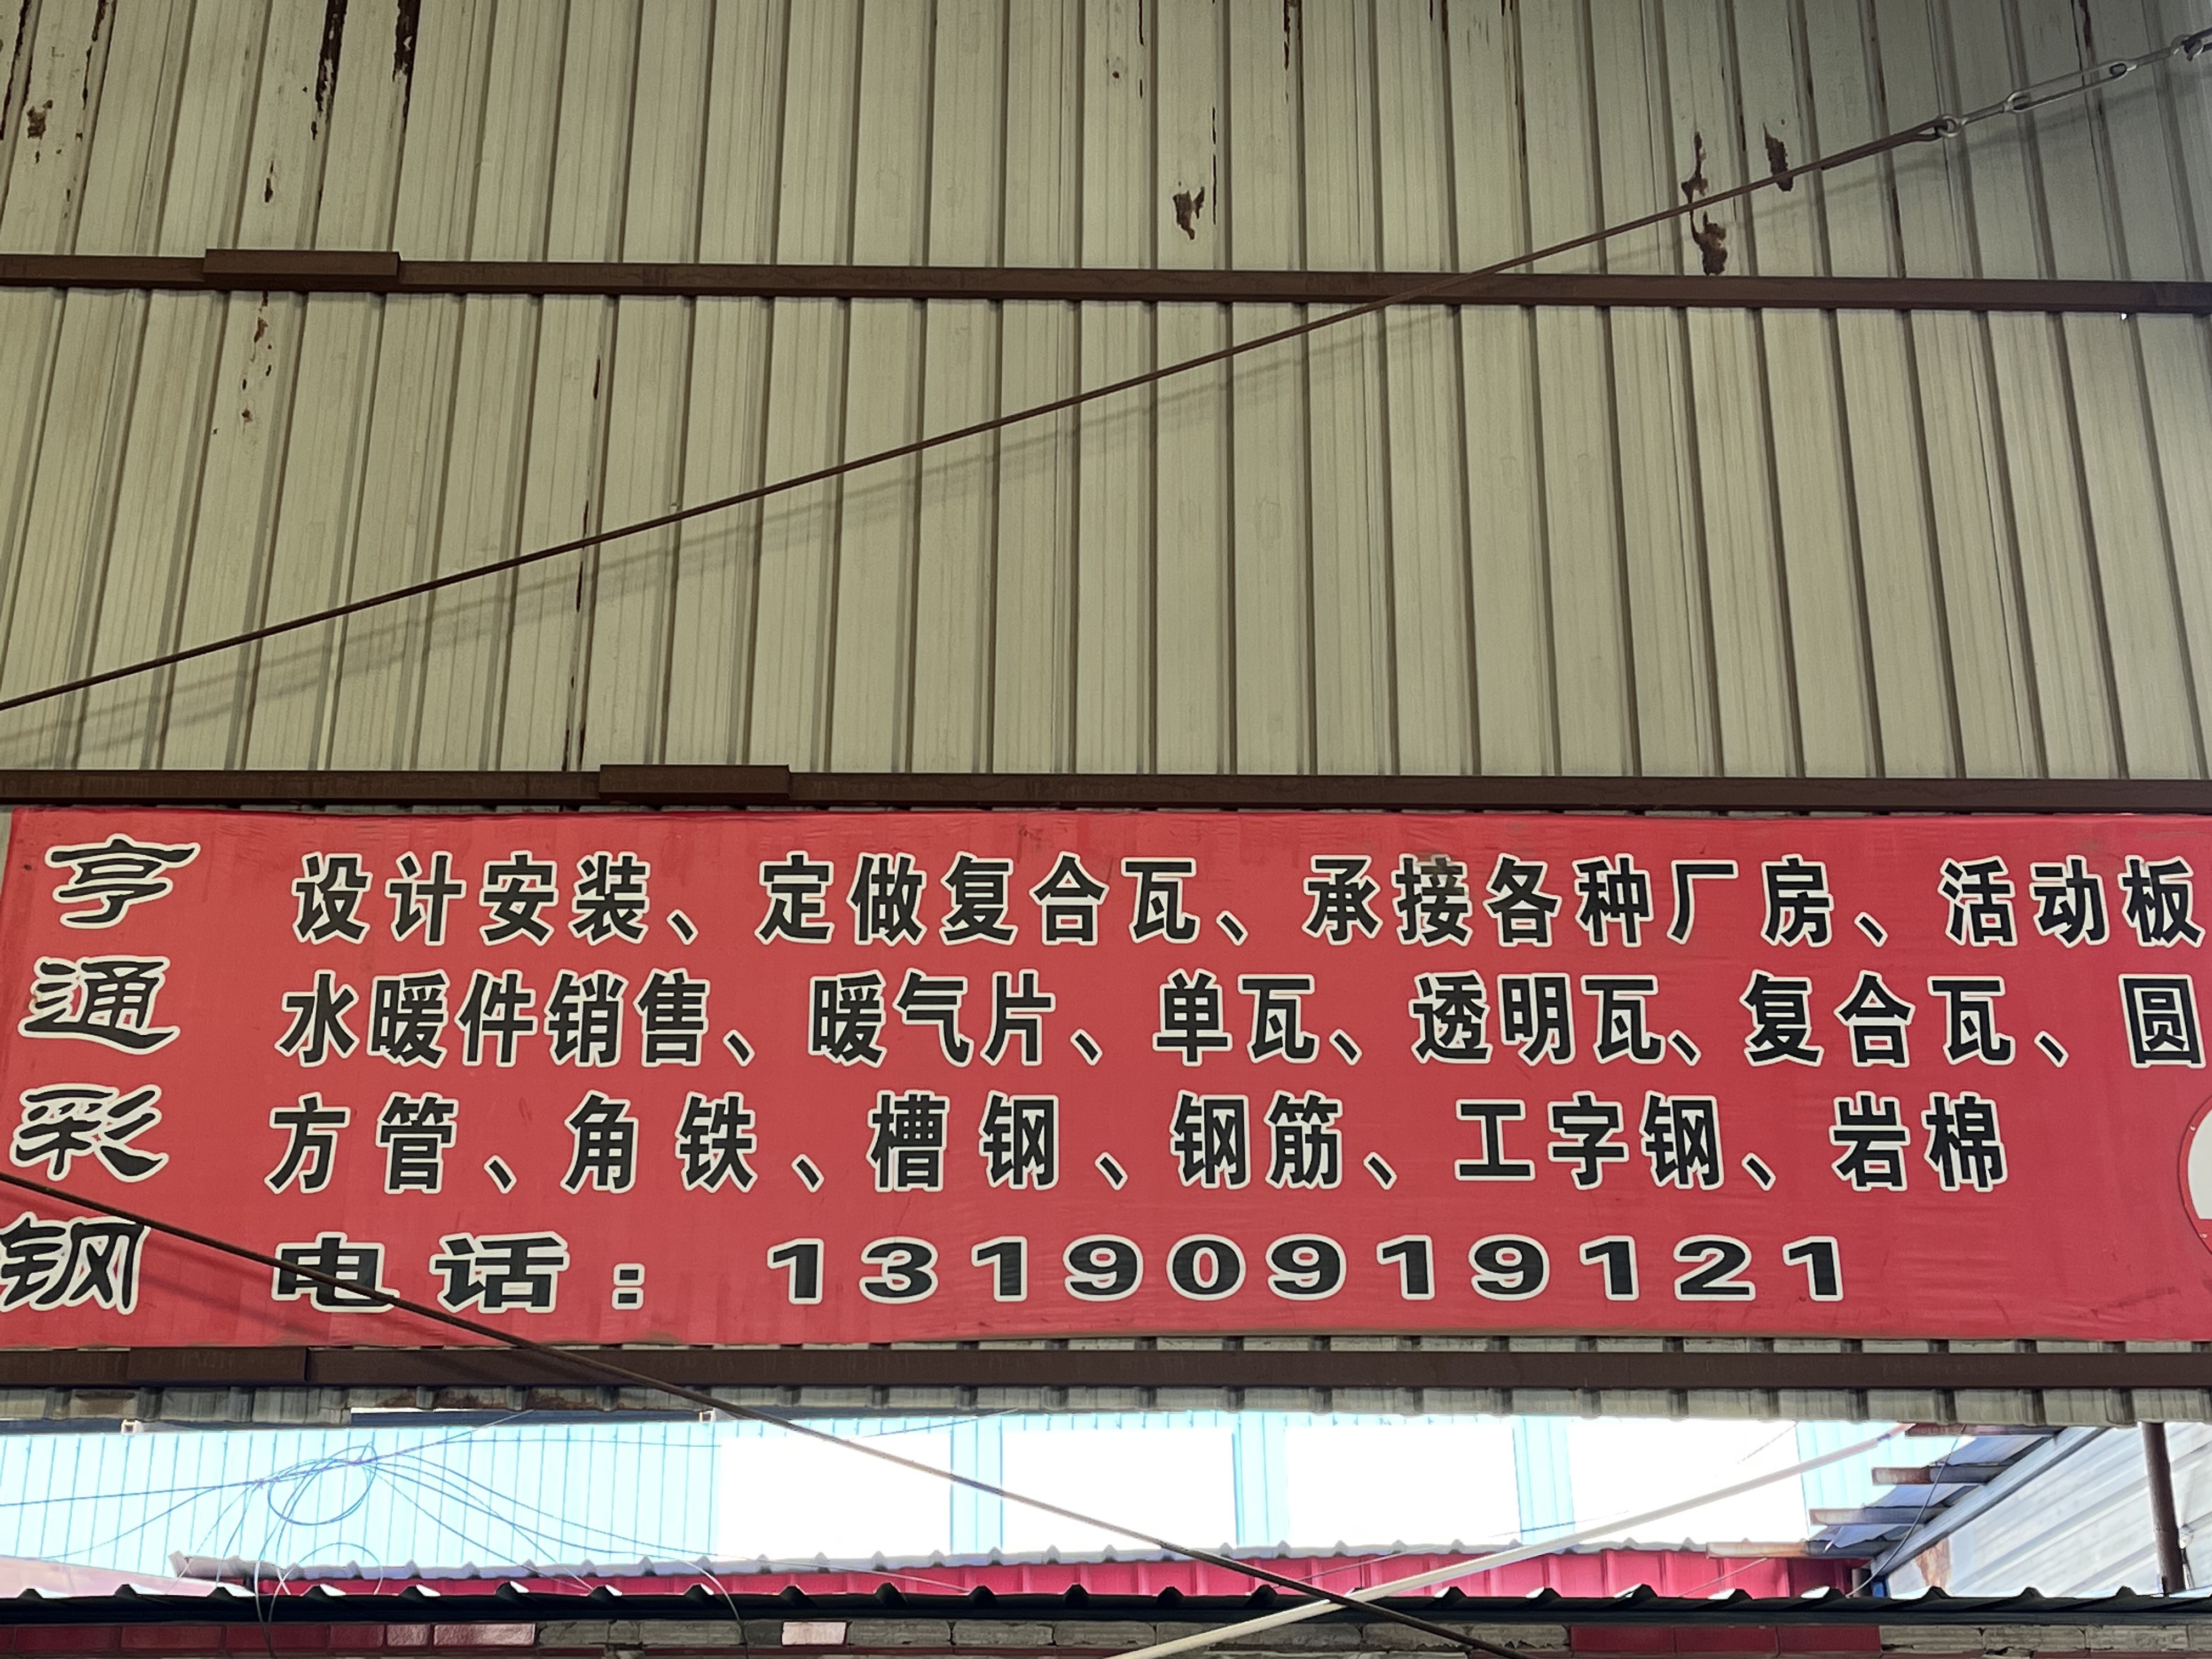 亨通彩钢
设计安装、定做复合瓦、承接各种厂房、活动板
水暖件销售、暖气片、单瓦、透明瓦、复合瓦、圆
方管、角铁、槽钢、钢筋、工字钢、岩棉
电话：13190919121